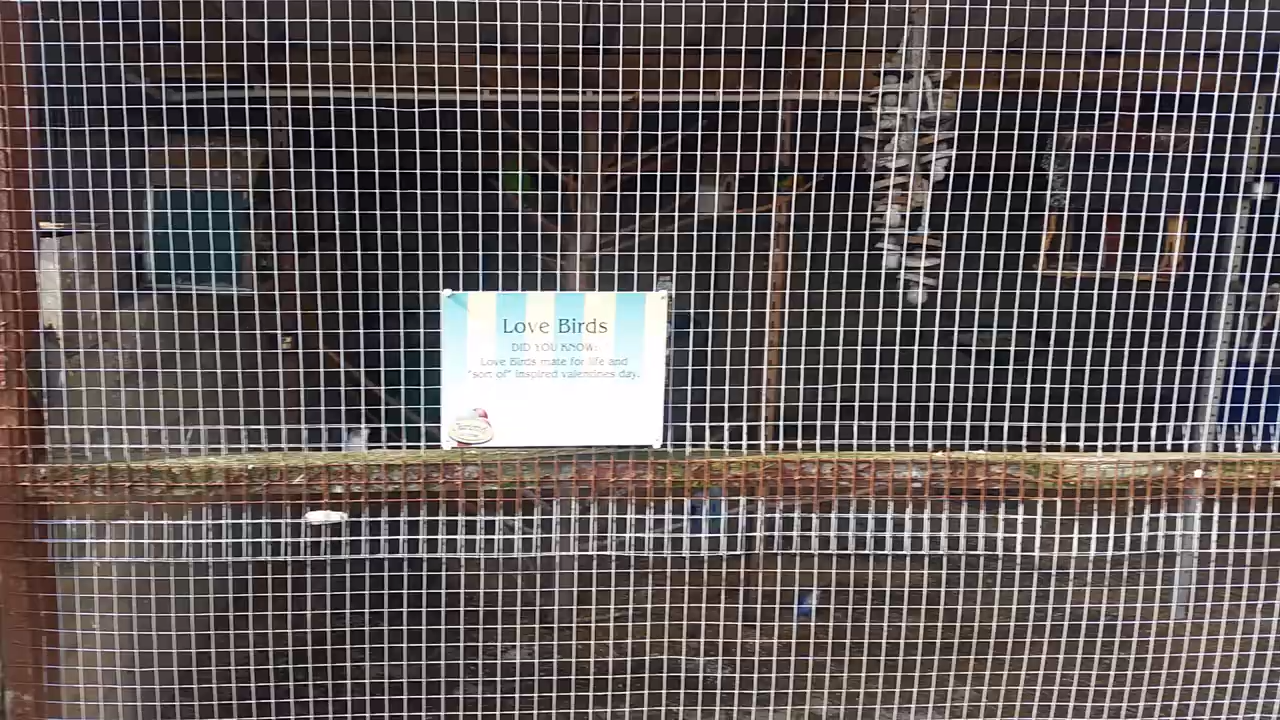 Love Birds
DID YOU KNOW:
Love Birds mate for life and
"sort of" inspired valentines day.